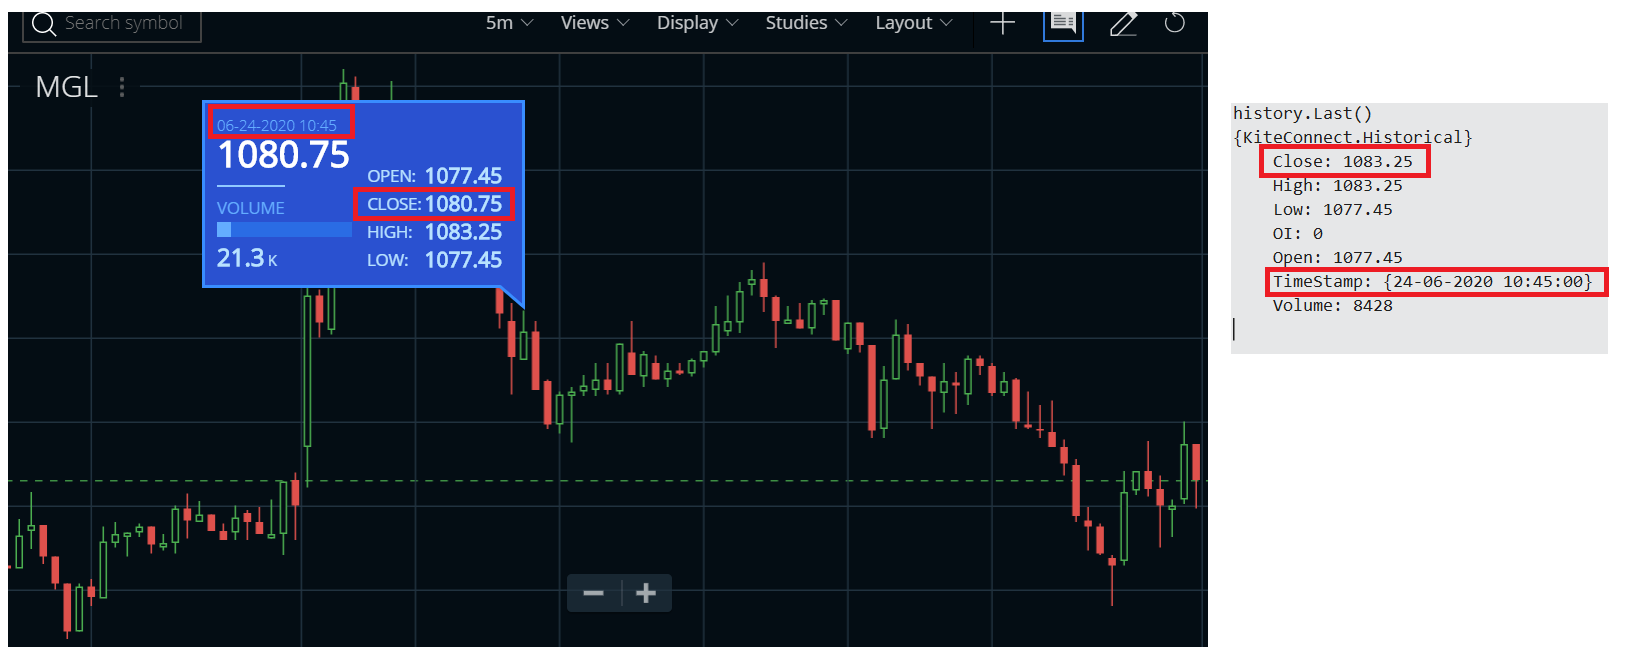 Search symbol 5m Views Display Studies Layout
MGL
06-24-2020 10:45
1080.75
OPEN: 1077.45
CLOSE: 1080.75
VOLUME
HIGH: 1083.25
21.3 K
LOW: 1077.45
history.Last()
{KiteConnect.Historical}
Close: 1083.25
High: 1083.25
Low: 1077.45
OI: 0
Open: 1077.45
TimeStamp: {24-06-2020 10:45:00}
Volume: 8428